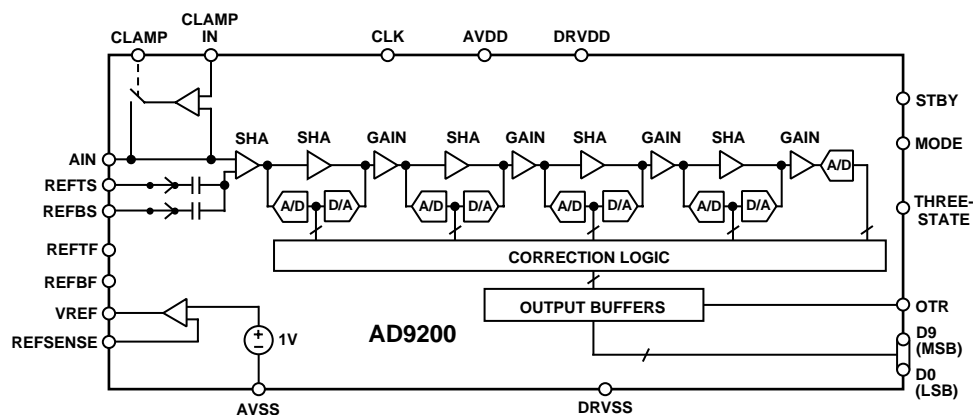 CLAMP
CLAMP
IN
CLK
AVDD
DRVDD
STBY
SHA
SHA
GAIN
SHA
GAIN
SHA
GAIN
SHA
GAIN
MODE
AIN
A/D
REFTS
A/D
D/A
A/D
D/A
A/D
D/A
A/D
D/A
REFBS
THREE-
STATE
REFTF
CORRECTION LOGIC
REFBF
OUTPUT BUFFERS
OTR
VREF
REFSENSE
+
–
1V
AD9200
D9
(MSB)
D0
(LSB)
AVSS
DRVSS